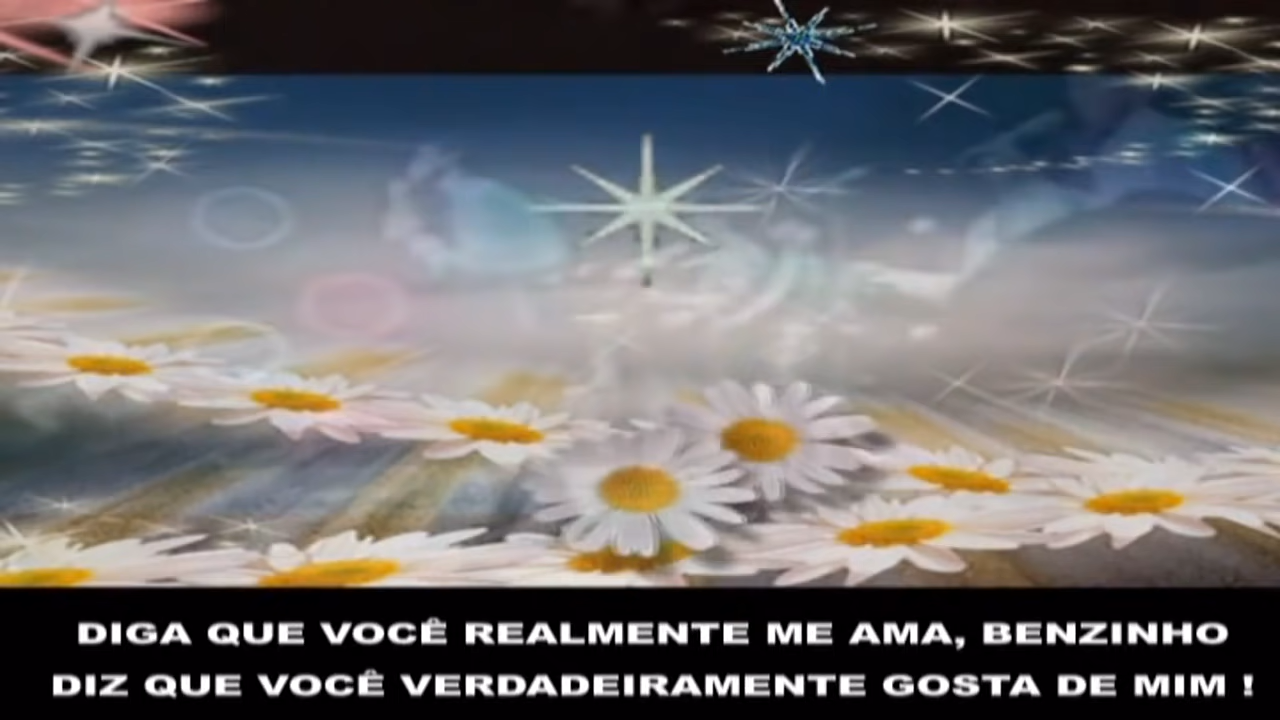 DIGA QUE VOCÊ REALMENTE ME AMA, BENZINHO
DIZ QUE VOCÊ VERDADEIRAMENTE GOSTA DE MIM !